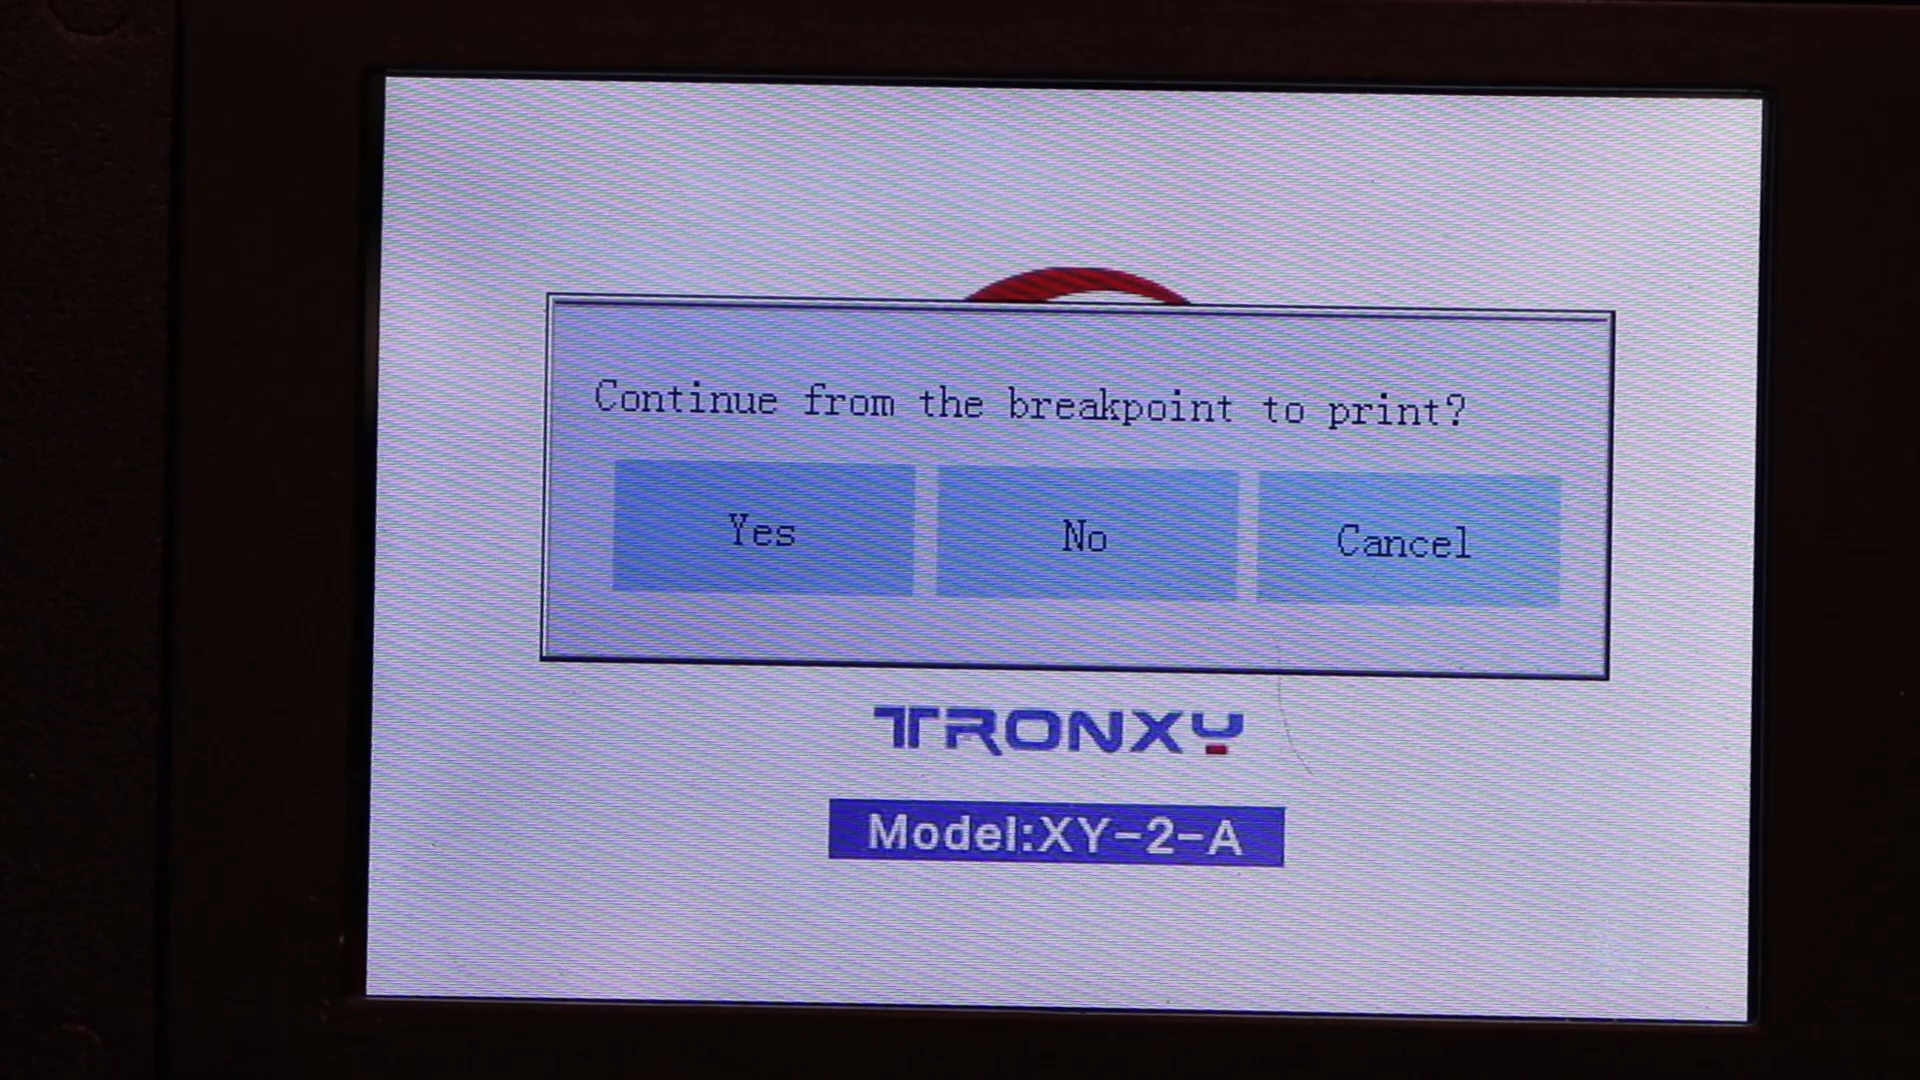 Continue from the breakpoint to print?
Yes No Cancel
TRONXY
Model:XY-2-A